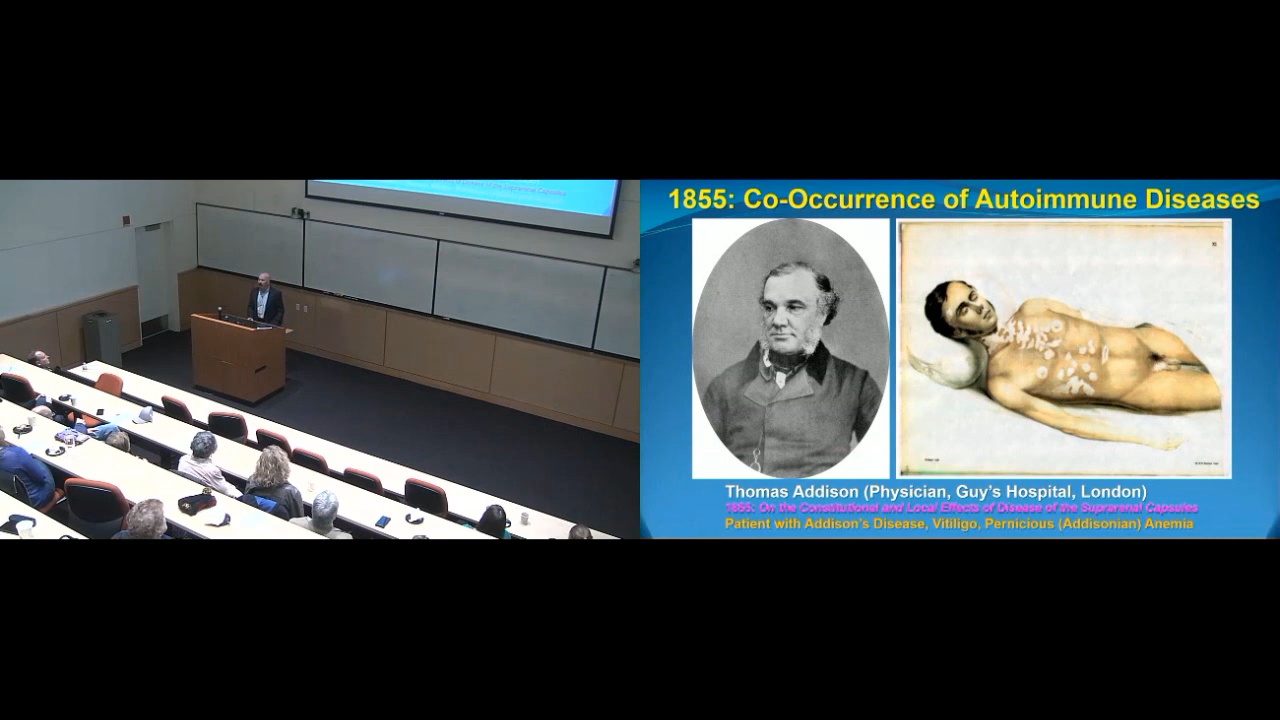 1855: Co-Occurrence of Autoimmune Diseases
Thomas Addison (Physician, Guy's Hospital, London)
1855: On the Constitutional and Local Effects of Disease of the Suprarenal Capsules
Patient with Addison's Disease, Vitiligo, Pernicious (Addisonian) Anemia